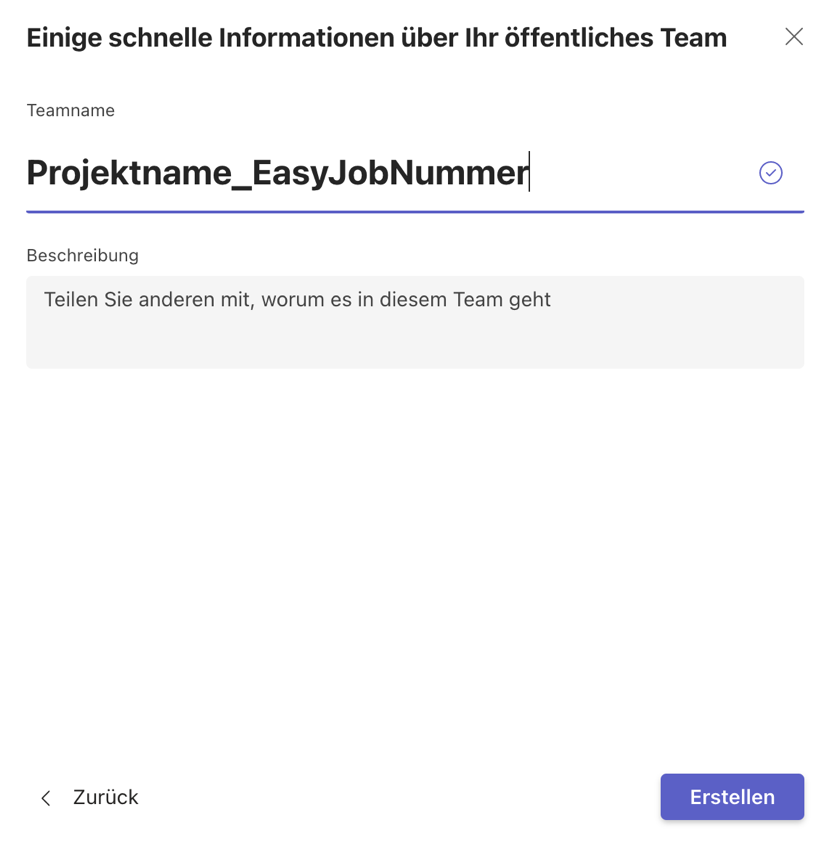 Einige schnelle Informationen über Ihr öffentliches Team
Teamname
Projektname_EasyJobNummer
Beschreibung
Teilen Sie anderen mit, worum es in diesem Team geht
Zurück
Erstellen